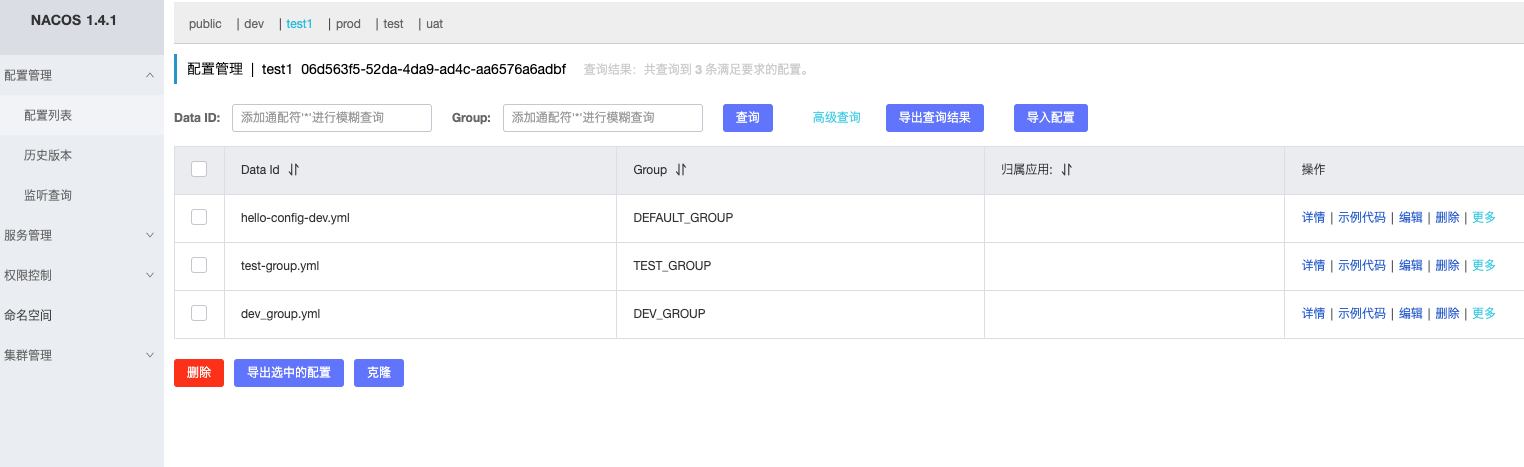 NACOS 1.4.1
public | dev | test1 | prod | test | uat
配置管理
配置列表
历史版本
监听查询
服务管理
权限控制
命名空间
集群管理
配置管理 | test1 06d563f5-52da-4da9-ad4c-aa6576a6adbf 查询结果：共查询到 3 条满足要求的配置。
Data ID: 添加通配符'*'进行模糊查询 Group: 添加通配符'*'进行模糊查询 查询 高级查询 导出查询结果 导入配置
Data Id Group 归属应用: 操作
hello-config-dev.yml DEFAULT_GROUP 详情 | 示例代码 | 编辑 | 删除 | 更多
test-group.yml TEST_GROUP 详情 | 示例代码 | 编辑 | 删除 | 更多
dev_group.yml DEV_GROUP 详情 | 示例代码 | 编辑 | 删除 | 更多
删除 导出选中的配置 克隆